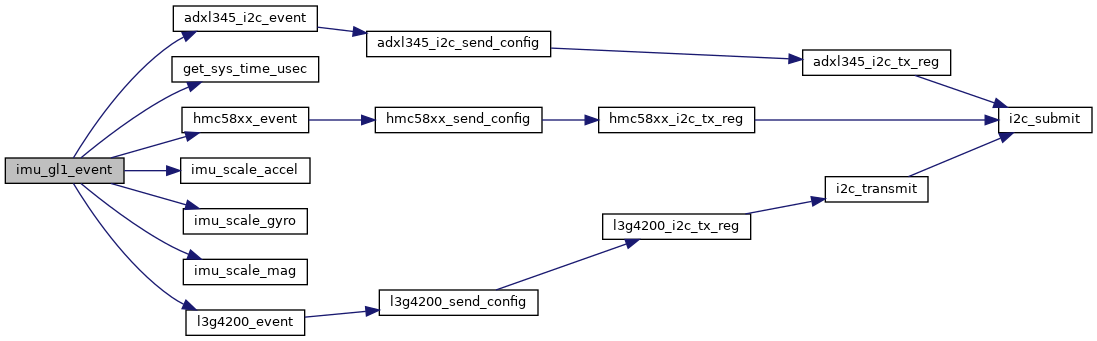 adxl345_i2c_event
adxl345_i2c_send_config
adxl345_i2c_tx_reg
get_sys_time_usec
hmc58xx_event
hmc58xx_send_config
hmc58xx_i2c_tx_reg
i2c_submit
imu_gl1_event
imu_scale_accel
i2c_transmit
imu_scale_gyro
l3g4200_i2c_tx_reg
imu_scale_mag
l3g4200_send_config
l3g4200_event